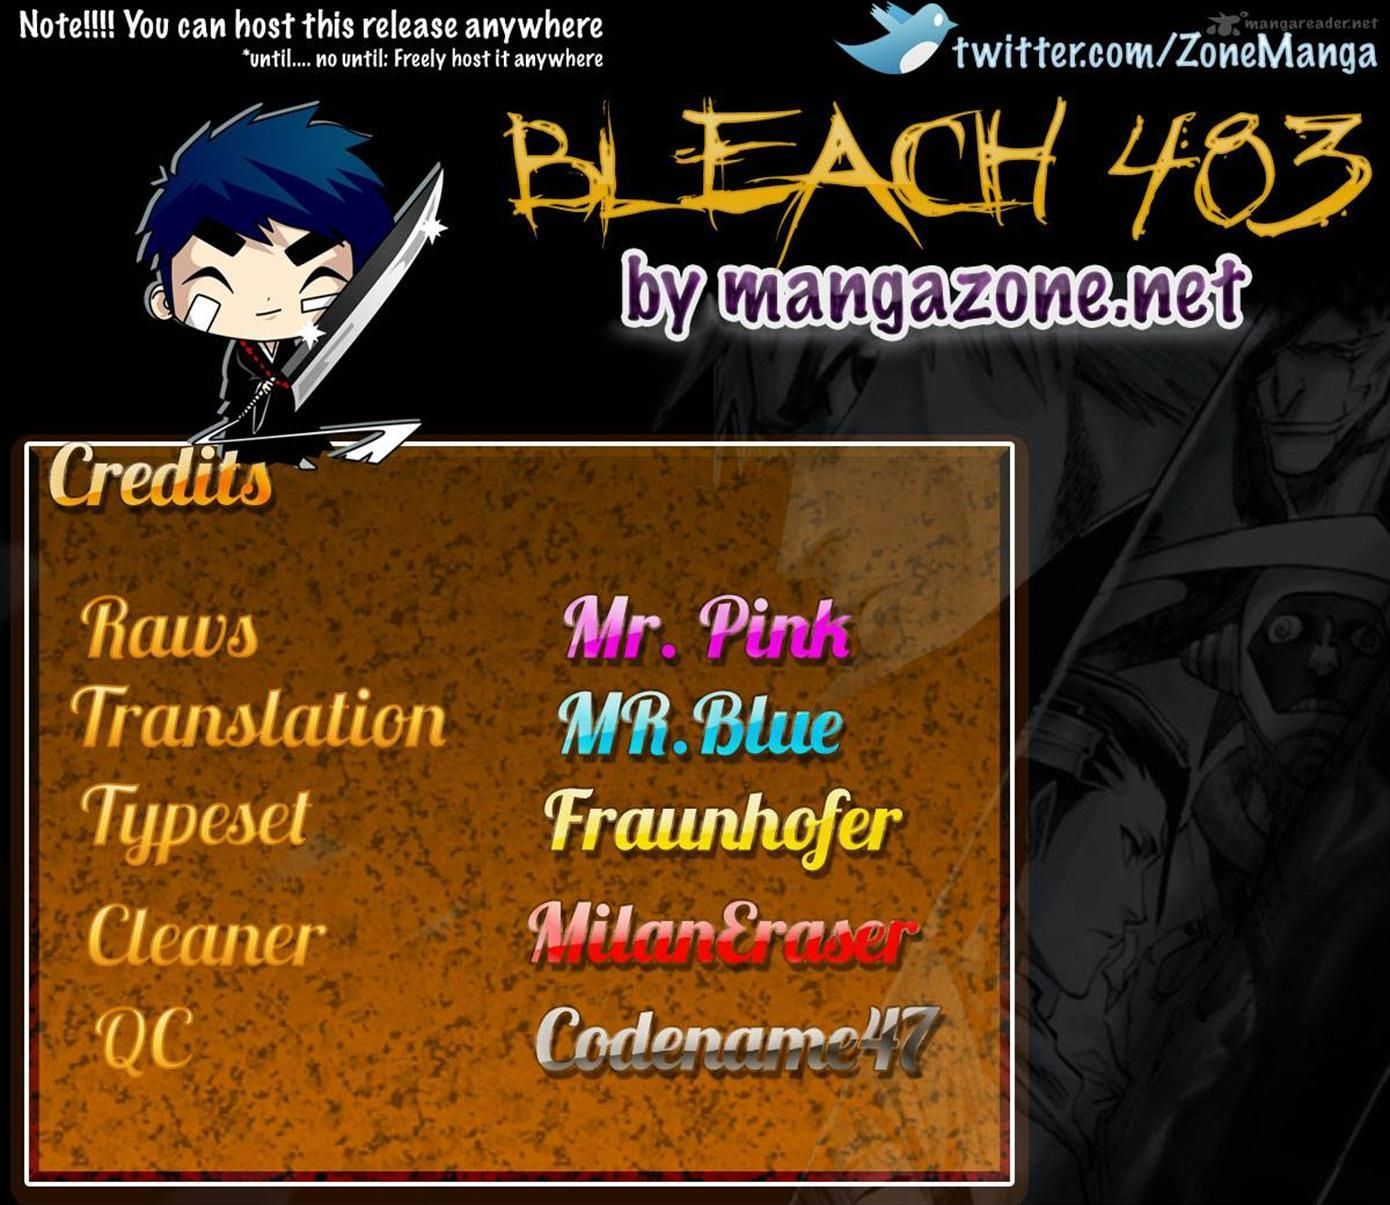 Note!!!! You can host this release anywhere
*until.... no until: Freely host it anywhere
mangareader.net
twitter.com/ZoneManga
BLEACH 483
by mangazone.net
Credits
Raws Mr. Pink
Translation MR.Blue
Typeset Fraunhofer
Cleaner MilanEraser
QC Codename47